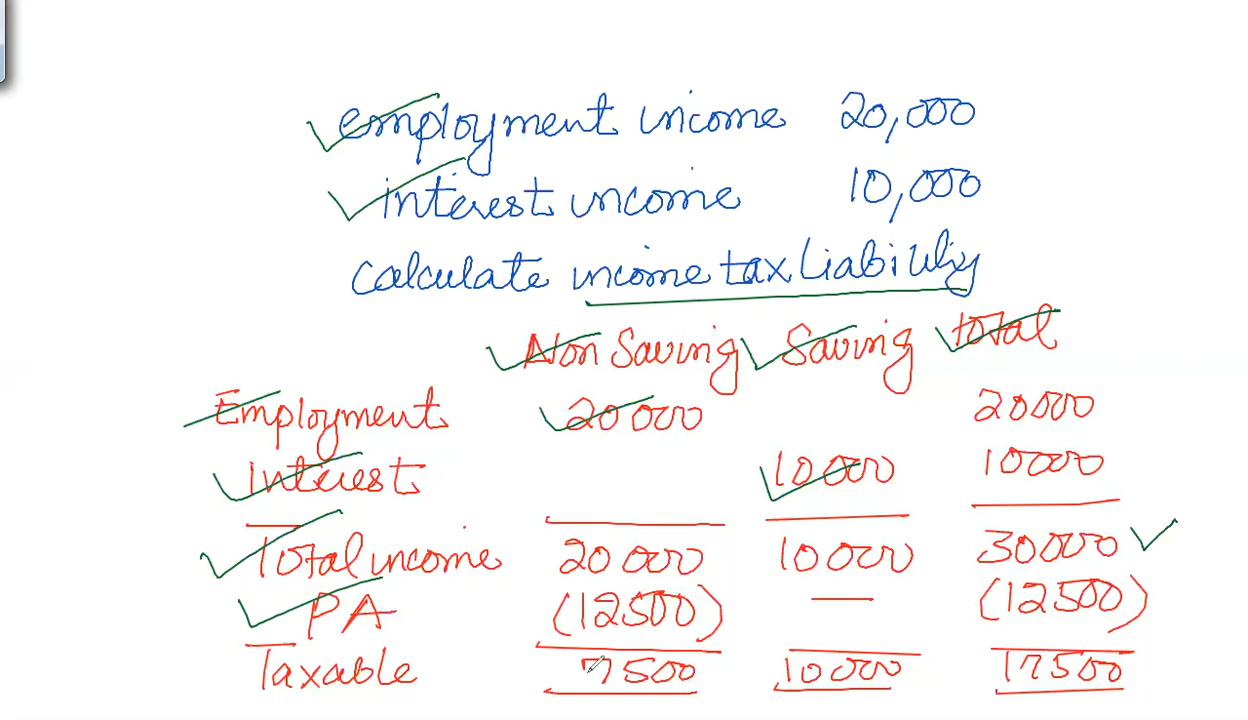 employment income 20,000
interest income 10,000
Calculate income tax Liability
Non Saving Saving total
Employment 20000 20000
Interest 10000 10000
Total income 20000 10000 30000
PA (12500) — (12500)
Taxable 7500 10000 17500